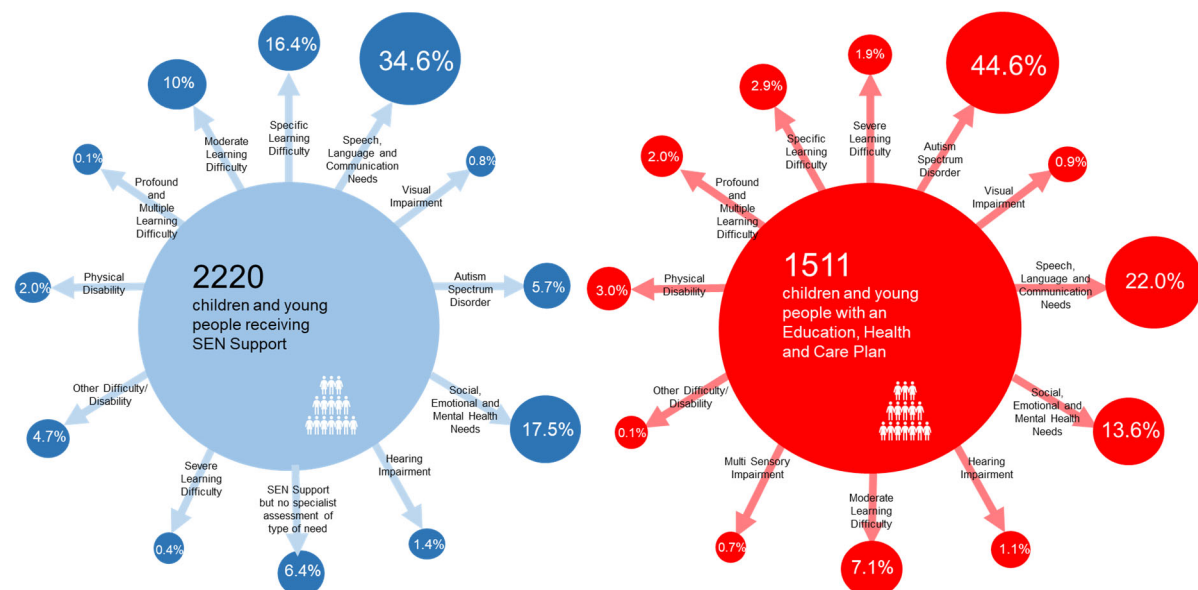 16.4%
Specific
Learning
Difficulty
34.6%
Speech,
Language and
Communication
Needs
0.8%
Visual
Impairment
5.7%
Autism
Spectrum
Disorder
17.5%
Social,
Emotional and
Mental Health
Needs
1.4%
Hearing
Impairment
6.4%
SEN Support
but no specialist
assessment of
type of need
0.4%
Severe
Learning
Difficulty
4.7%
Other Difficulty/
Disability
2.0%
Physical
Disability
0.1%
Profound
and
Multiple
Learning
Difficulty
10%
Moderate
Learning
Difficulty
2220
children and young
people receiving
SEN Support
1.9%
Severe Learning
Difficulty
44.6%
Autism
Spectrum
Disorder
0.9%
Visual
Impairment
22.0%
Speech,
Language and
Communication
Needs
13.6%
Social,
Emotional and
Mental Health
Needs
1.1%
Hearing
Impairment
7.1%
Moderate
Learning
Difficulty
0.7%
Multi Sensory
Impairment
0.1%
Other Difficulty/
Disability
3.0%
Physical
Disability
2.0%
Profound
and
Multiple
Learning
Difficulty
2.9%
Specific
Learning
Difficulty
1511
children and young
people with an
Education, Health
and Care Plan